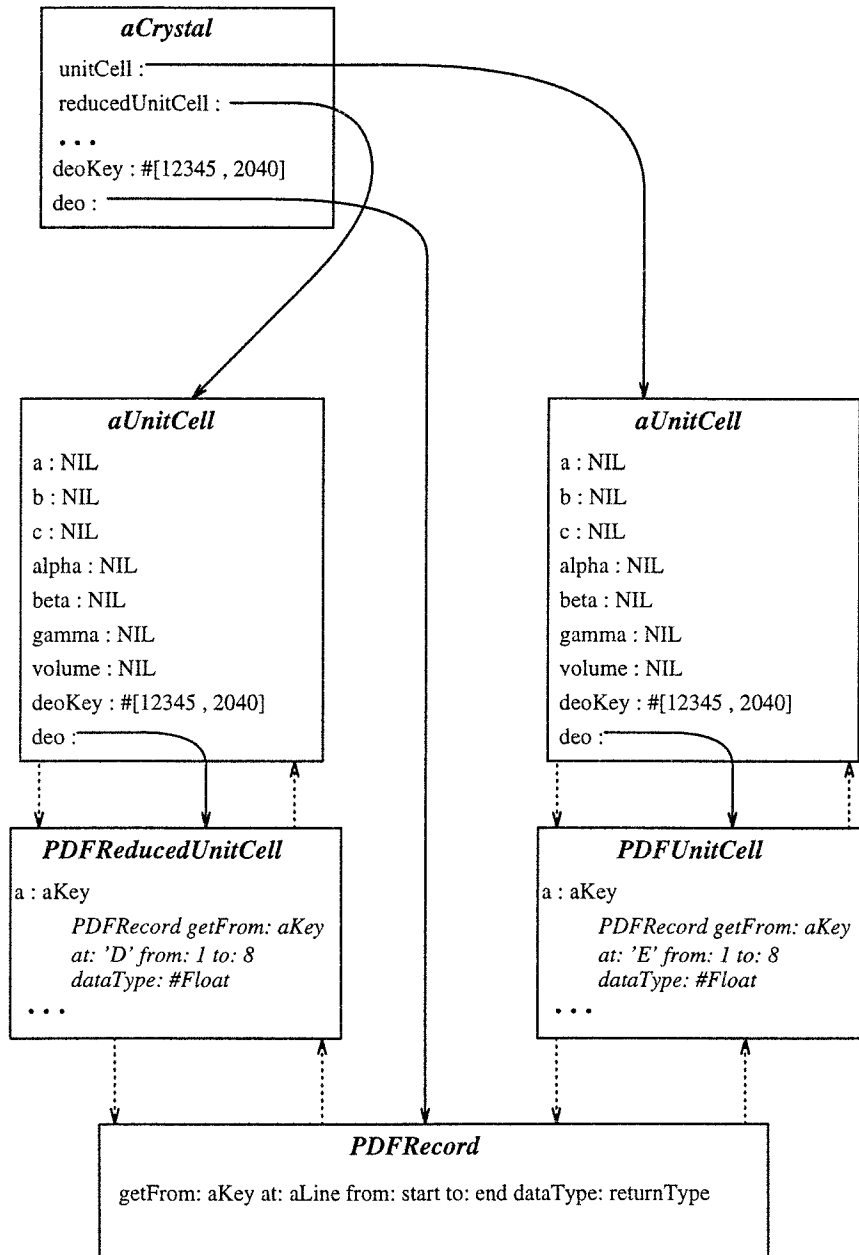 aCrystal
unitCell :
reducedUnitCell :
. . .
deoKey : #[12345 , 2040]
deo :
aUnitCell
a : NIL
b : NIL
c : NIL
alpha : NIL
beta : NIL
gamma : NIL
volume : NIL
deoKey : #[12345 , 2040]
deo :
aUnitCell
a : NIL
b : NIL
c : NIL
alpha : NIL
beta : NIL
gamma : NIL
volume : NIL
deoKey : #[12345 , 2040]
deo :
PDFReducedUnitCell
a : aKey
PDFRecord getFrom: aKey
at: 'D' from: 1 to: 8
dataType: #Float
. . .
PDFUnitCell
a : aKey
PDFRecord getFrom: aKey
at: 'E' from: 1 to: 8
dataType: #Float
. . .
PDFRecord
getFrom: aKey at: aLine from: start to: end dataType: returnType